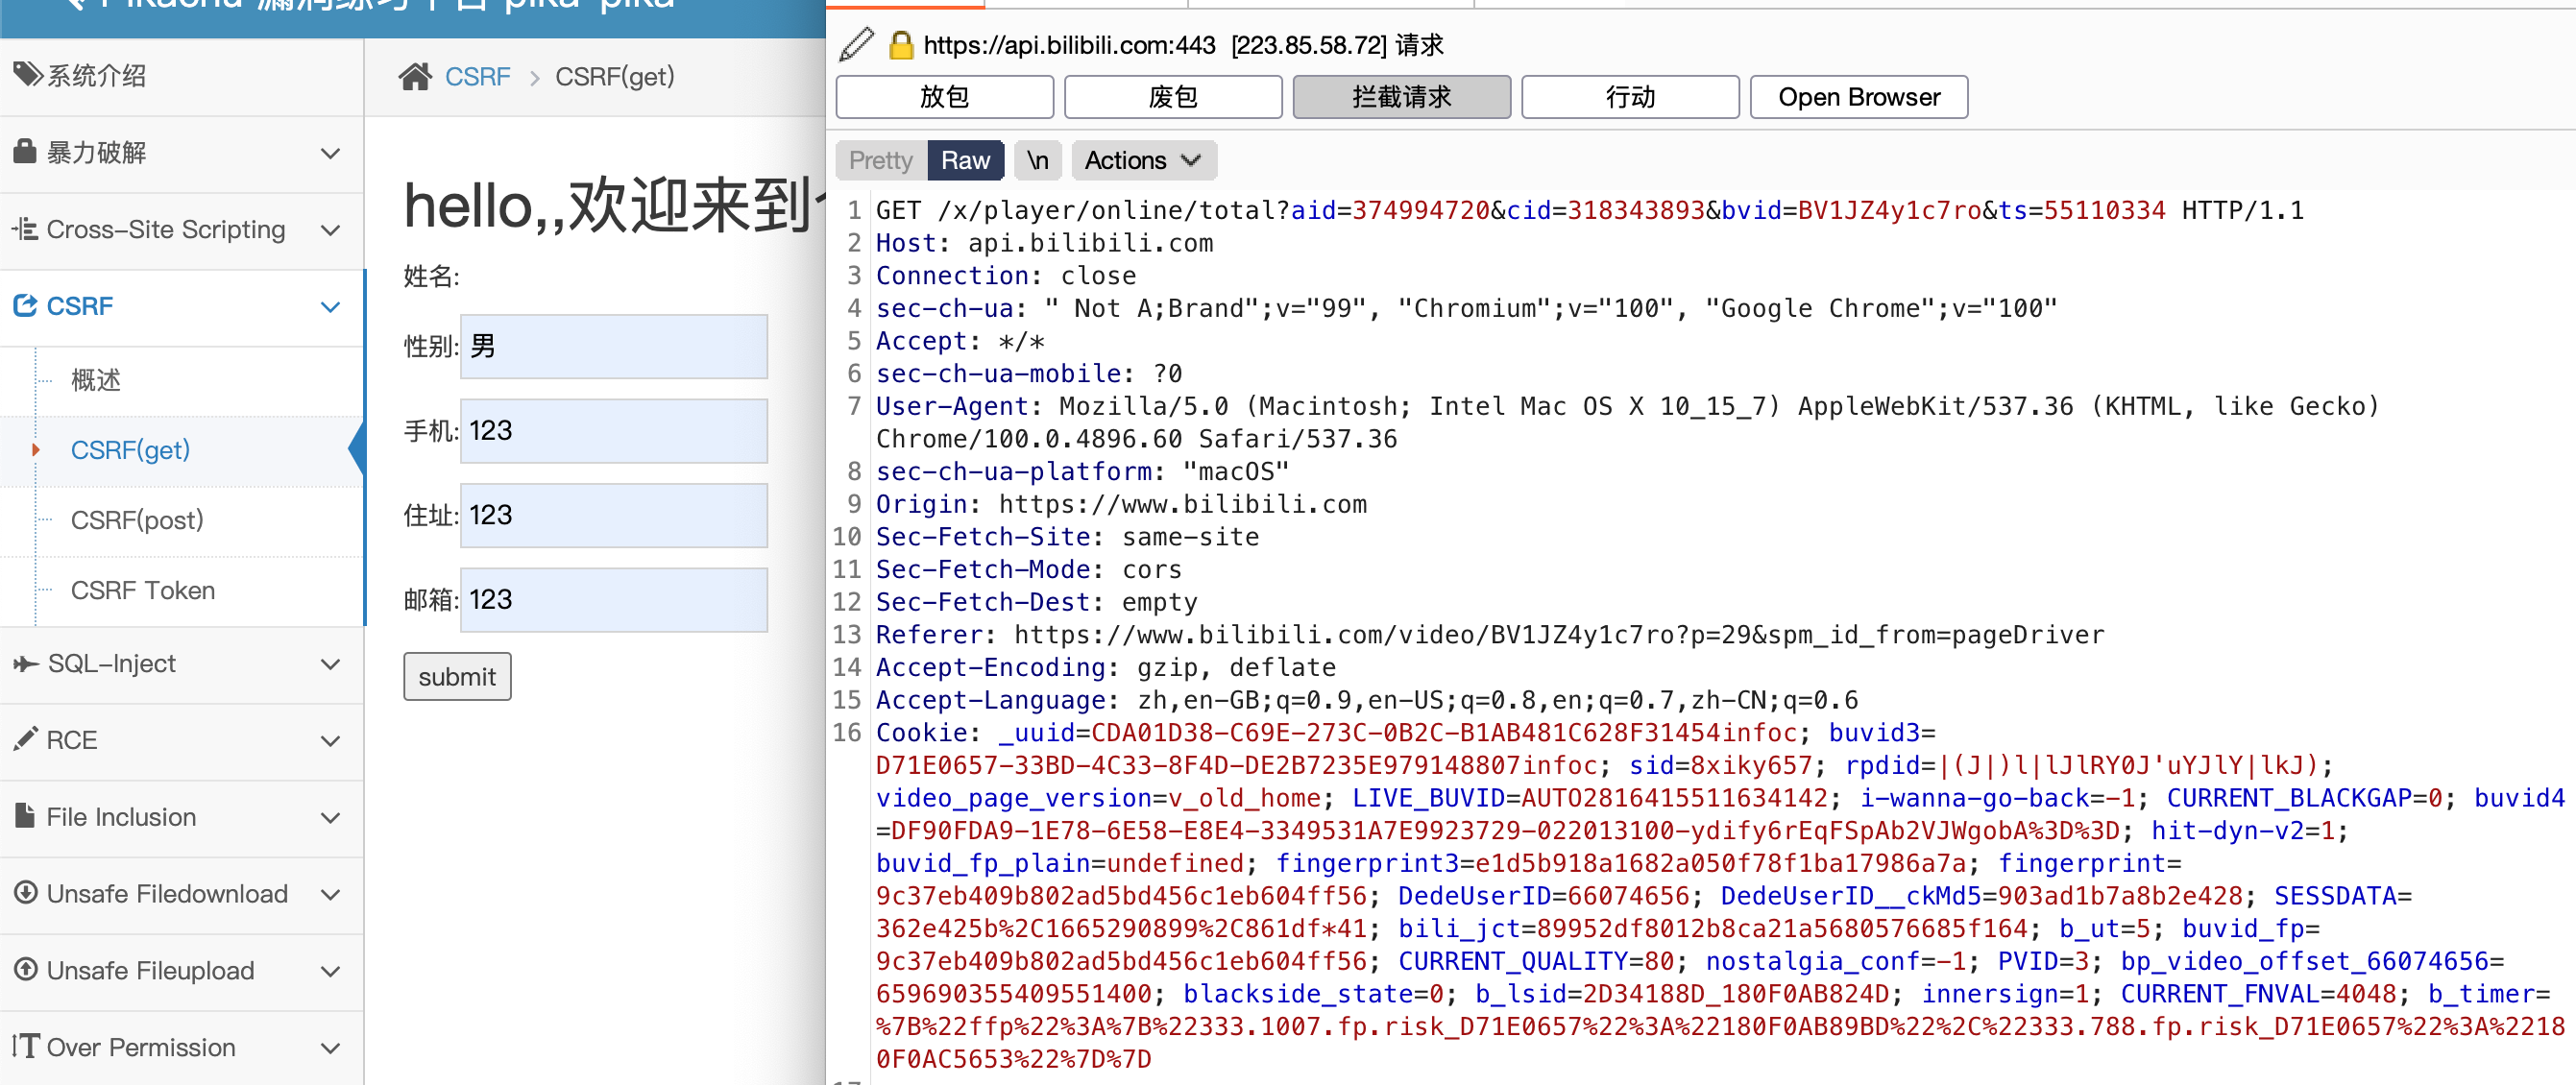 Pikachu 漏洞练习平台 pika~pika
系统介绍
暴力破解
Cross-Site Scripting
CSRF
概述
CSRF(get)
CSRF(post)
CSRF Token
SQL-Inject
RCE
File Inclusion
Unsafe Filedownload
Unsafe Fileupload
Over Permission
CSRF > CSRF(get)
hello,,欢迎来到
姓名:
性别: 男
手机: 123
住址: 123
邮箱: 123
submit
https://api.bilibili.com:443 [223.85.58.72] 请求
放包 废包 拦截请求 行动 Open Browser
Pretty Raw \n Actions
1 GET /x/player/online/total?aid=374994720&cid=318343893&bvid=BV1JZ4y1c7ro&ts=55110334 HTTP/1.1
2 Host: api.bilibili.com
3 Connection: close
4 sec-ch-ua: " Not A;Brand";v="99", "Chromium";v="100", "Google Chrome";v="100"
5 Accept: */*
6 sec-ch-ua-mobile: ?0
7 User-Agent: Mozilla/5.0 (Macintosh; Intel Mac OS X 10_15_7) AppleWebKit/537.36 (KHTML, like Gecko)
Chrome/100.0.4896.60 Safari/537.36
8 sec-ch-ua-platform: "macOS"
9 Origin: https://www.bilibili.com
10 Sec-Fetch-Site: same-site
11 Sec-Fetch-Mode: cors
12 Sec-Fetch-Dest: empty
13 Referer: https://www.bilibili.com/video/BV1JZ4y1c7ro?p=29&spm_id_from=pageDriver
14 Accept-Encoding: gzip, deflate
15 Accept-Language: zh,en-GB;q=0.9,en-US;q=0.8,en;q=0.7,zh-CN;q=0.6
16 Cookie: _uuid=CDA01D38-C69E-273C-0B2C-B1AB481C628F31454infoc; buvid3=
D71E0657-33BD-4C33-8F4D-DE2B7235E979148807infoc; sid=8xiky657; rpdid=|(J|)l|lJlRY0J'uYJlY|lkJ);
video_page_version=v_old_home; LIVE_BUVID=AUTO2816415511634142; i-wanna-go-back=-1; CURRENT_BLACKGAP=0; buvid4
=DF90FDA9-1E78-6E58-E8E4-3349531A7E9923729-022013100-ydify6rEqFSpAb2VJWgobA%3D%3D; hit-dyn-v2=1;
buvid_fp_plain=undefined; fingerprint3=e1d5b918a1682a050f78f1ba17986a7a; fingerprint=
9c37eb409b802ad5bd456c1eb604ff56; DedeUserID=66074656; DedeUserID__ckMd5=903ad1b7a8b2e428; SESSDATA=
362e425b%2C1665290899%2C861df*41; bili_jct=89952df8012b8ca21a5680576685f164; b_ut=5; buvid_fp=
9c37eb409b802ad5bd456c1eb604ff56; CURRENT_QUALITY=80; nostalgia_conf=-1; PVID=3; bp_video_offset_66074656=
659690355409551400; blackside_state=0; b_lsid=2D34188D_180F0AB824D; innersign=1; CURRENT_FNVAL=4048; b_timer=
%7B%22ffp%22%3A%7B%22333.1007.fp.risk_D71E0657%22%3A%22180F0AB89BD%22%2C%22333.788.fp.risk_D71E0657%22%3A%2218
0F0AC5653%22%7D%7D
17